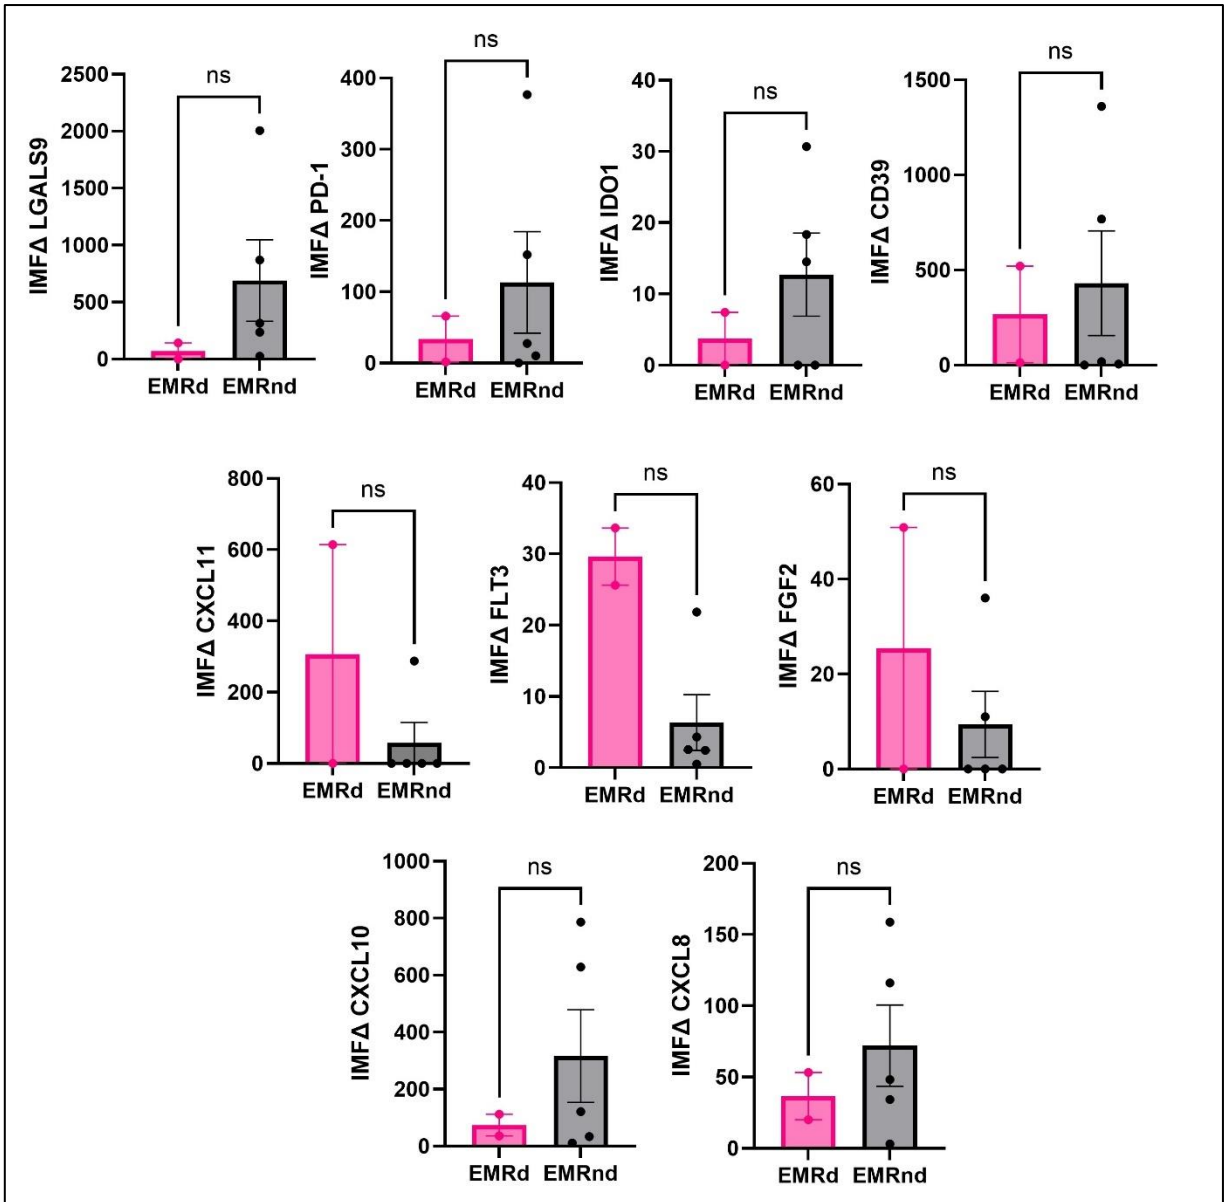 ns
IMFΔ LGALS9
2500
2000
1500
1000
500
0
EMRd EMRnd
ns
IMFΔ PD-1
400
300
200
100
0
EMRd EMRnd
ns
IMFΔ IDO1
40
30
20
10
0
EMRd EMRnd
ns
IMFΔ CD39
1500
1000
500
0
EMRd EMRnd
ns
IMFΔ CXCL11
800
600
400
200
0
EMRd EMRnd
ns
IMFΔ FLT3
40
30
20
10
0
EMRd EMRnd
ns
IMFΔ FGF2
60
40
20
0
EMRd EMRnd
ns
IMFΔ CXCL10
1000
800
600
400
200
0
EMRd EMRnd
ns
IMFΔ CXCL8
200
150
100
50
0
EMRd EMRnd